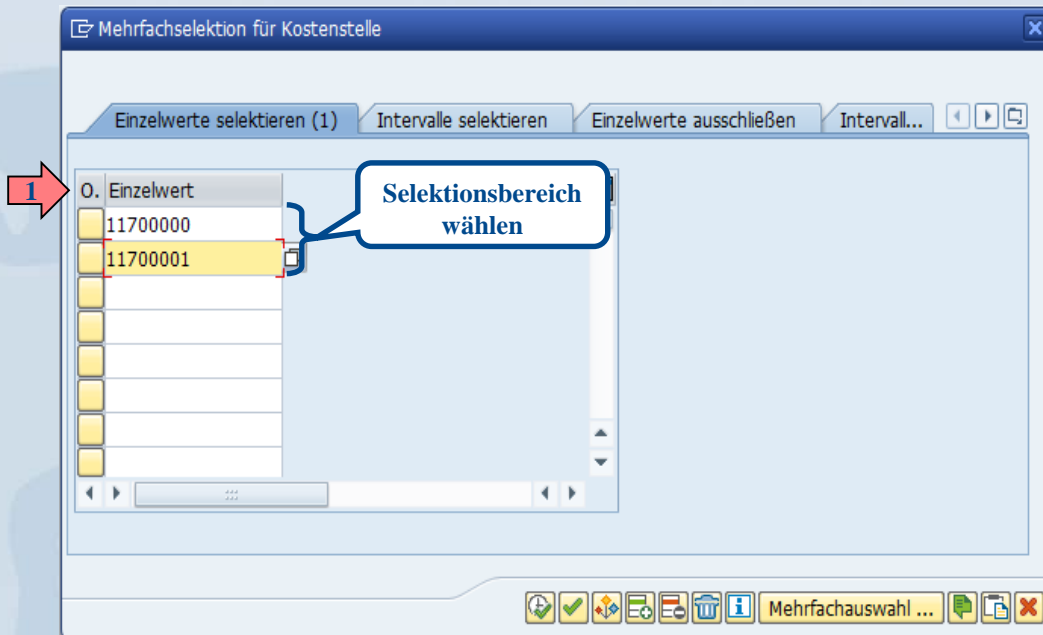 Mehrfachselektion für Kostenstelle
Einzelwerte selektieren (1) Intervalle selektieren Einzelwerte ausschließen Intervall...
1
O. Einzelwert
Selektionsbereich
wählen
11700000
11700001
Mehrfachauswahl ...